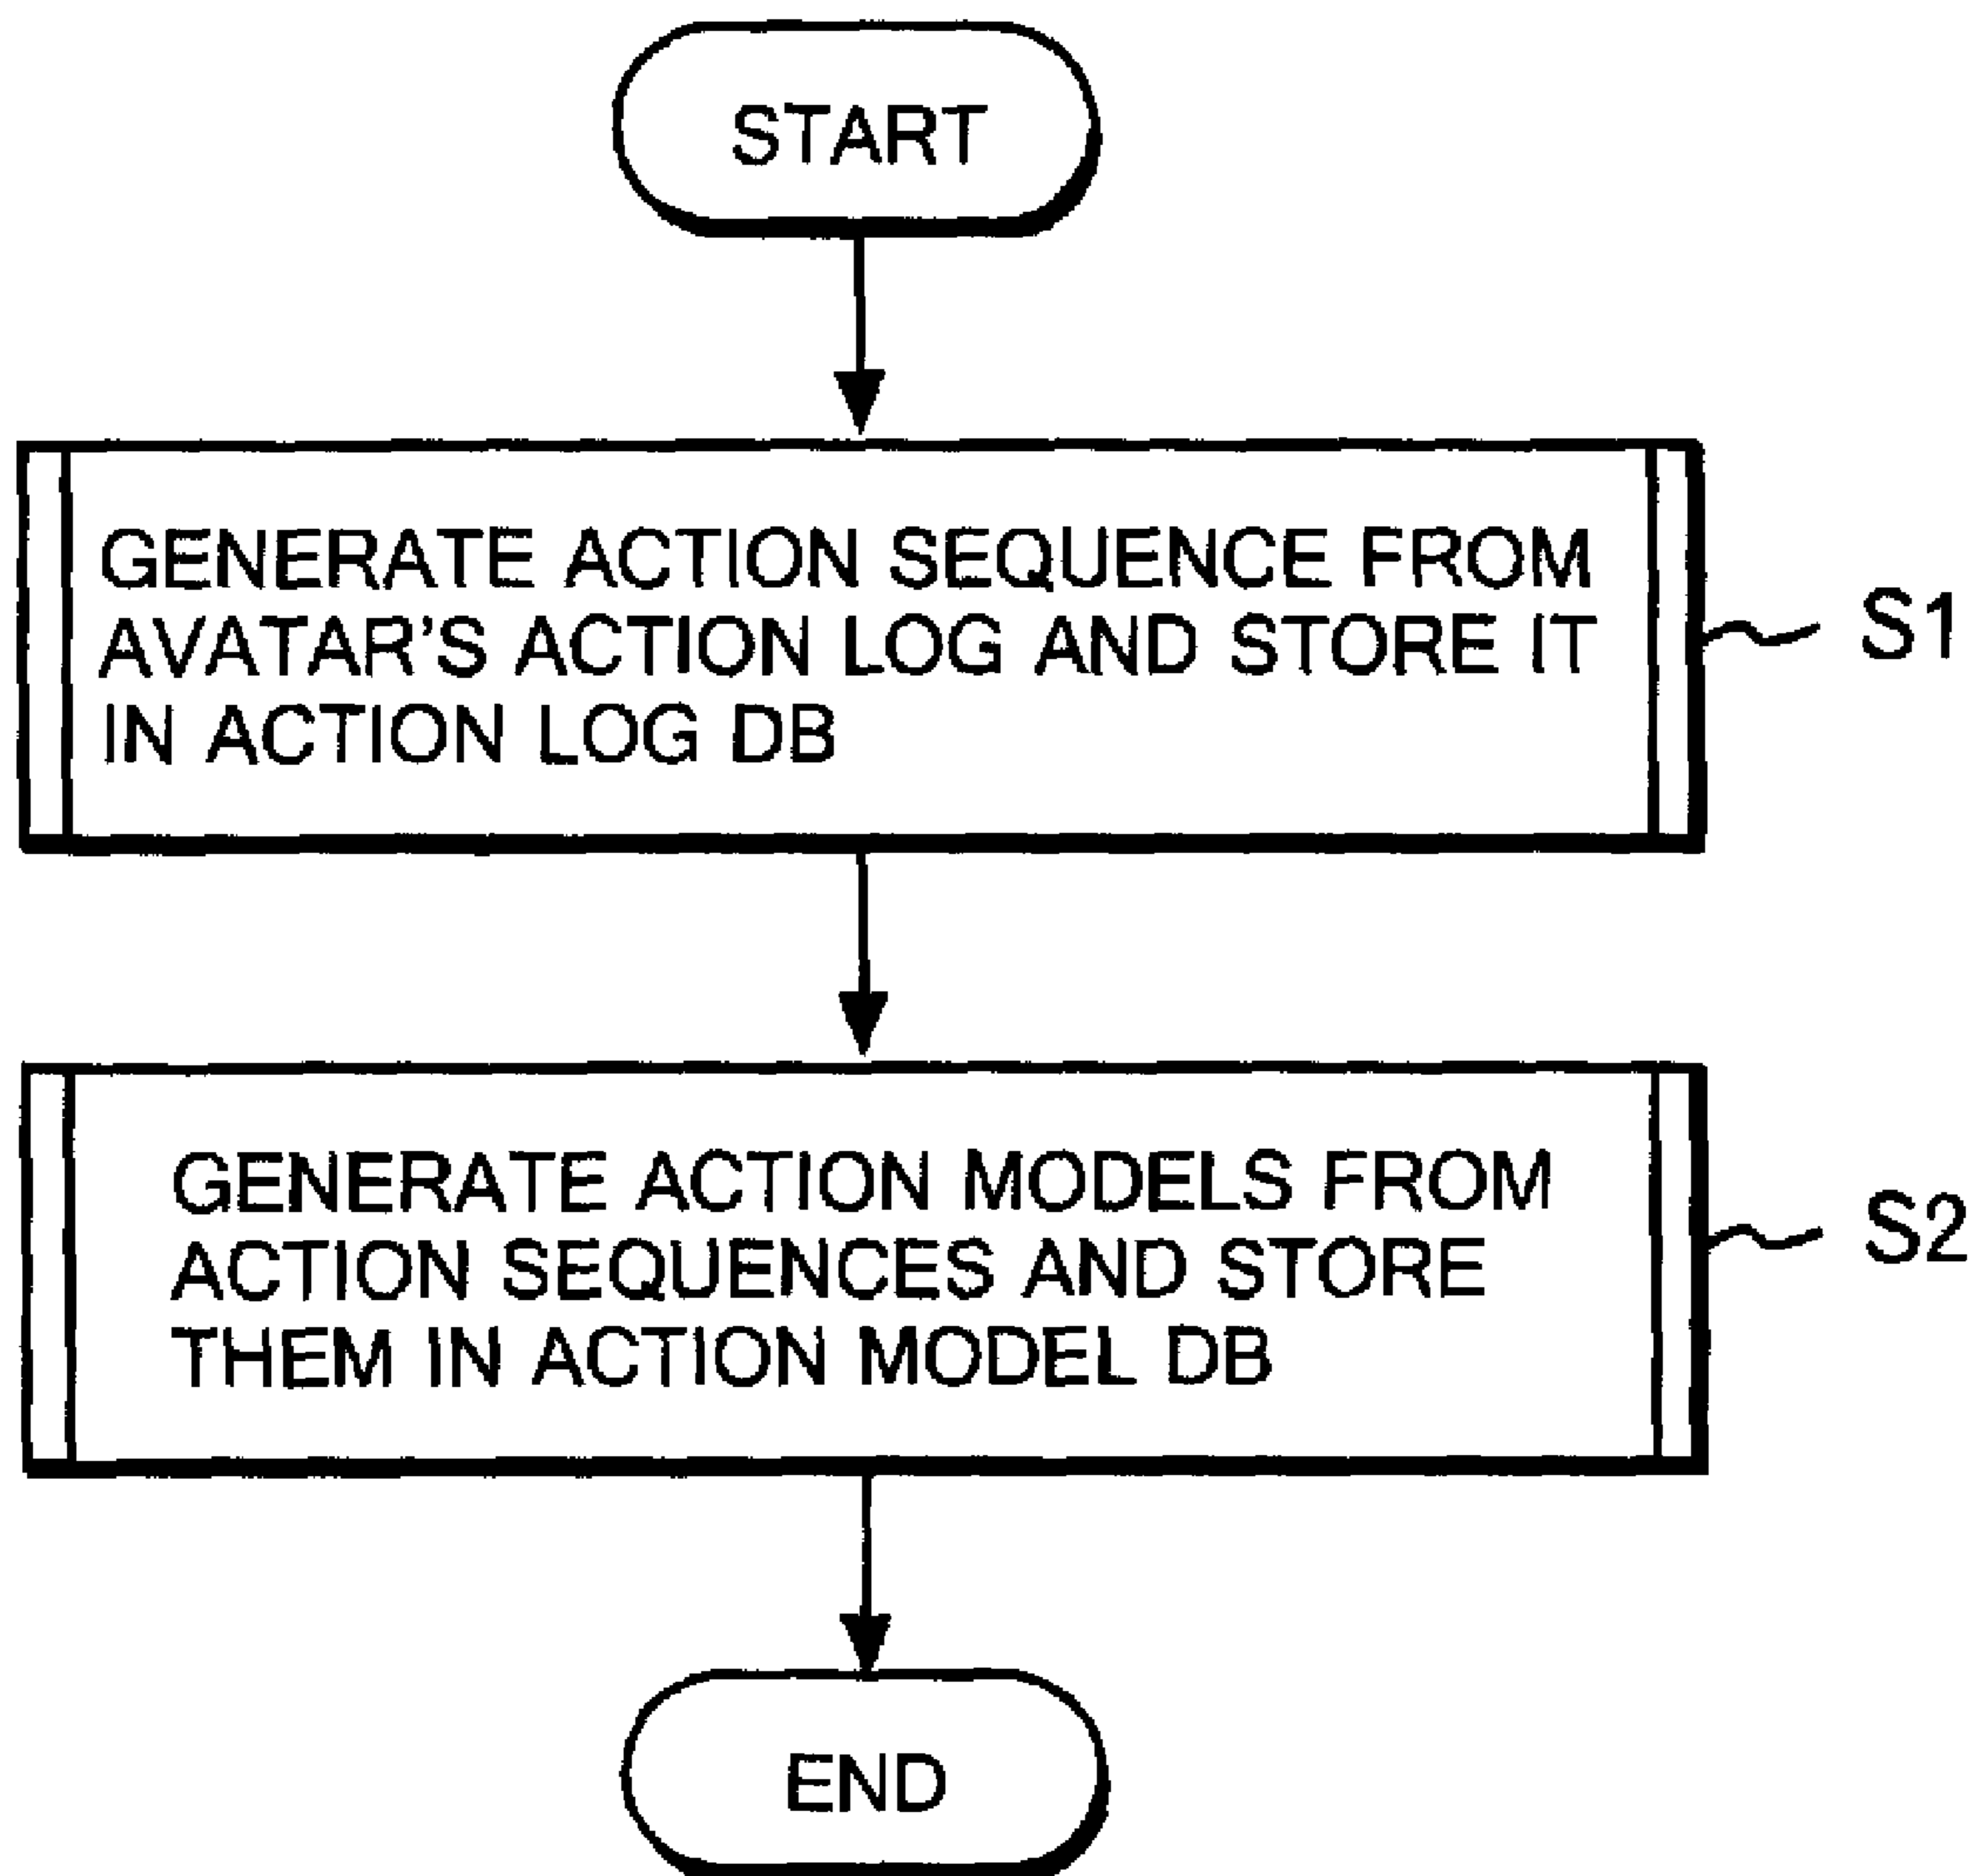 START
GENERATE ACTION SEQUENCE FROM
AVATAR'S ACTION LOG AND STORE IT
IN ACTION LOG DB
S1
GENERATE ACTION MODELS FROM
ACTION SEQUENCES AND STORE
THEM IN ACTION MODEL DB
S2
END